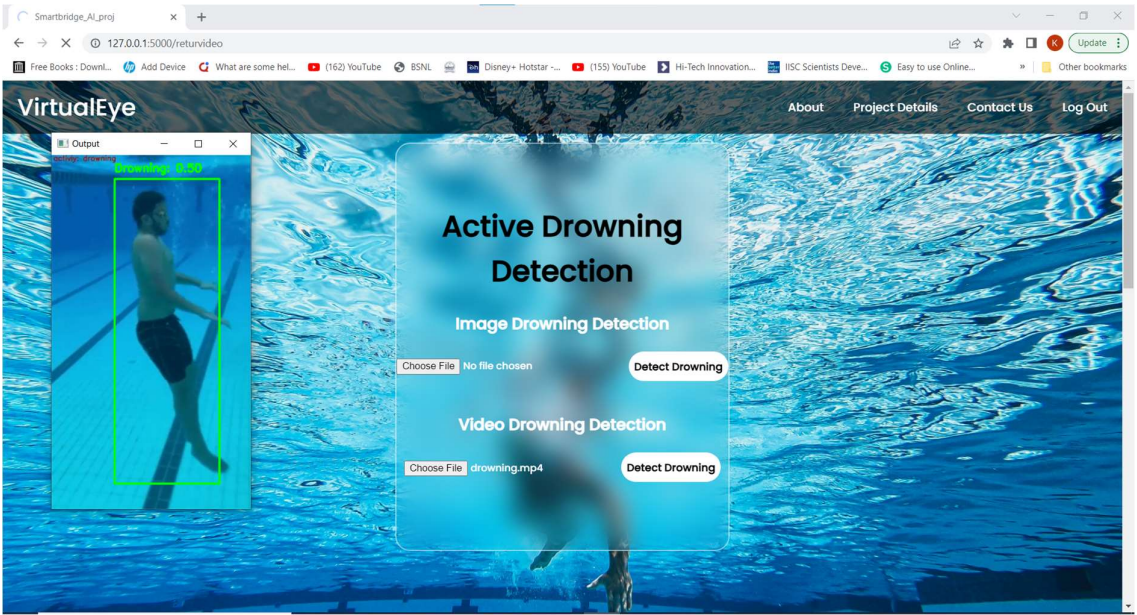 Smartbridge_AI_proj
127.0.0.1:5000/returvideo
Update
Free Books : Downl... Add Device What are some hel... (162) YouTube BSNL Disney+ Hotstar -... (155) YouTube Hi-Tech Innovation... IISC Scientists Deve... Easy to use Online... » Other bookmarks
VirtualEye
About Project Details Contact Us Log Out
Output
drowning
Drowning: 0.50
Active Drowning
Detection
Image Drowning Detection
Choose File No file chosen Detect Drowning
Video Drowning Detection
Choose File drowning.mp4 Detect Drowning